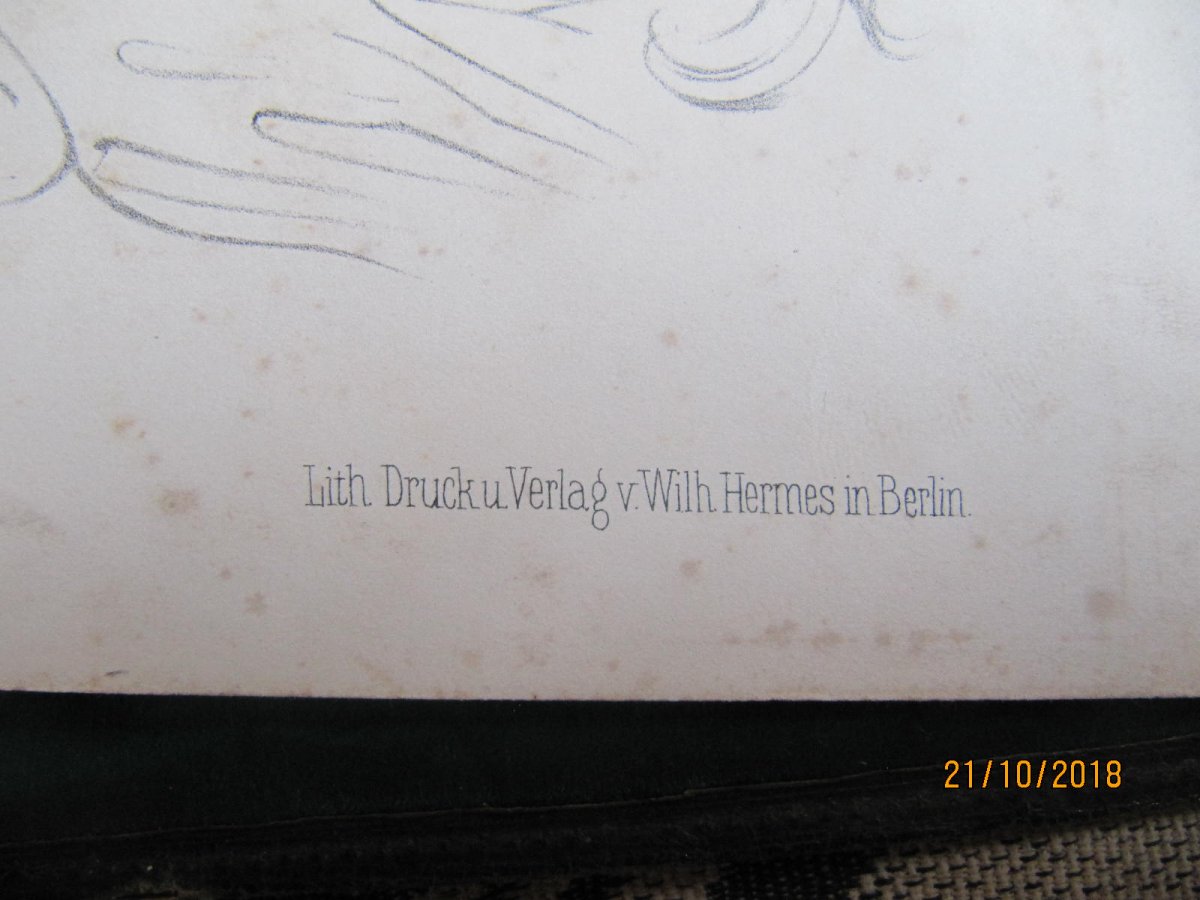 Lith. Druck u. Verlag v. Wilh. Hermes in Berlin.
21/10/2018